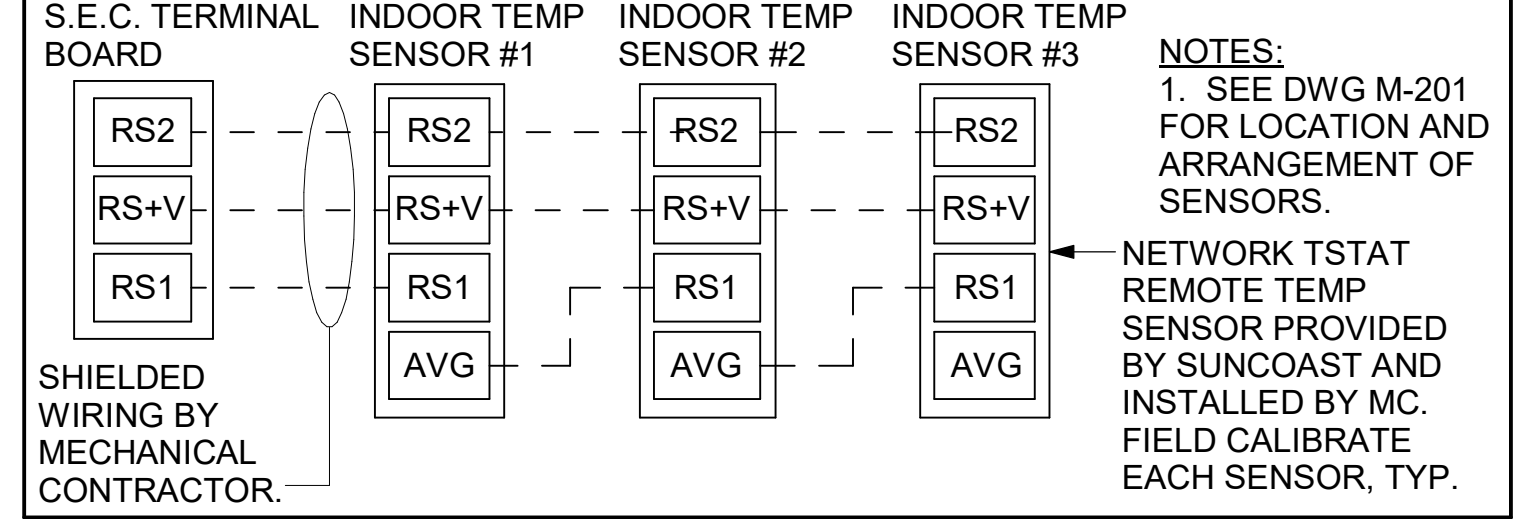 S.E.C. TERMINAL
BOARD
INDOOR TEMP
SENSOR #1
INDOOR TEMP
SENSOR #2
INDOOR TEMP
SENSOR #3
RS2
RS+V
RS1
RS2
RS+V
RS1
AVG
RS2
RS+V
RS1
AVG
RS2
RS+V
RS1
AVG
NOTES:
1. SEE DWG M-201
FOR LOCATION AND
ARRANGEMENT OF
SENSORS.
NETWORK TSTAT
REMOTE TEMP
SENSOR PROVIDED
BY SUNCOAST AND
INSTALLED BY MC.
FIELD CALIBRATE
EACH SENSOR, TYP.
SHIELDED
WIRING BY
MECHANICAL
CONTRACTOR.